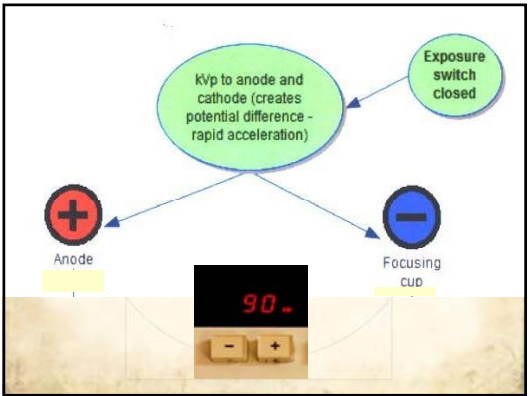 Exposure
switch
closed
kVp to anode and
cathode (creates
potential difference -
rapid acceleration)
+
-
Anode
Focusing
cup
90
- +